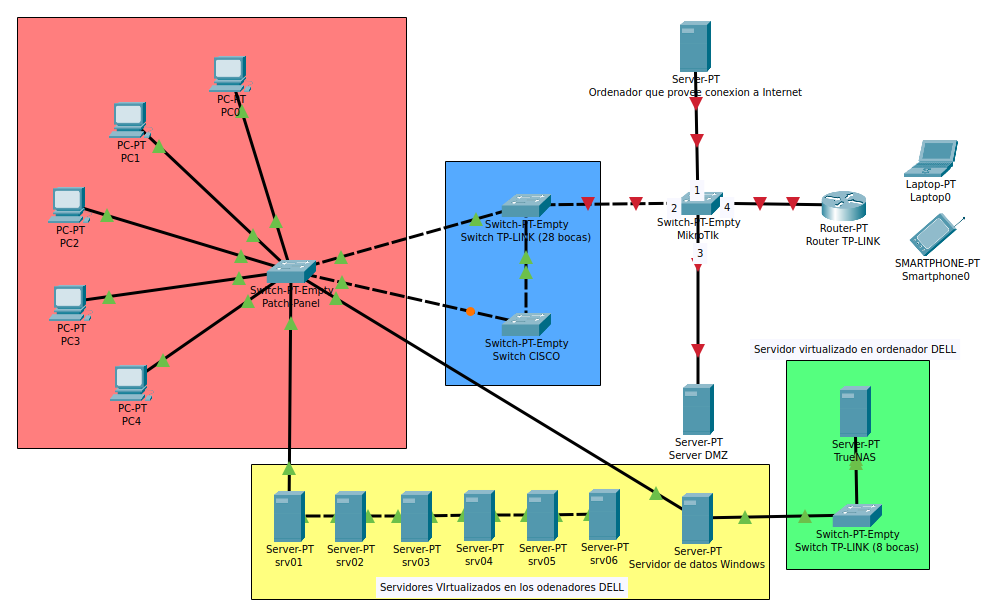 Server-PT
Ordenador que provee conexion a Internet
PC-PT
PC0
PC-PT
PC1
PC-PT
PC2
PC-PT
PC3
PC-PT
PC4
Switch-PT-Empty
Patch-Panel
Switch-PT-Empty
Switch TP-LINK (28 bocas)
Switch-PT-Empty
Switch CISCO
1
2
4
Switch-PT-Empty
MikroTIk
3
Router-PT
Router TP-LINK
Laptop-PT
Laptop0
SMARTPHONE-PT
Smartphone0
Server-PT
Server DMZ
Servidor virtualizado en ordenador DELL
Server-PT
TrueNAS
Switch-PT-Empty
Switch TP-LINK (8 bocas)
Server-PT
srv01
Server-PT
srv02
Server-PT
srv03
Server-PT
srv04
Server-PT
srv05
Server-PT
srv06
Server-PT
Servidor de datos Windows
Servidores VIrtualizados en los odenadores DELL